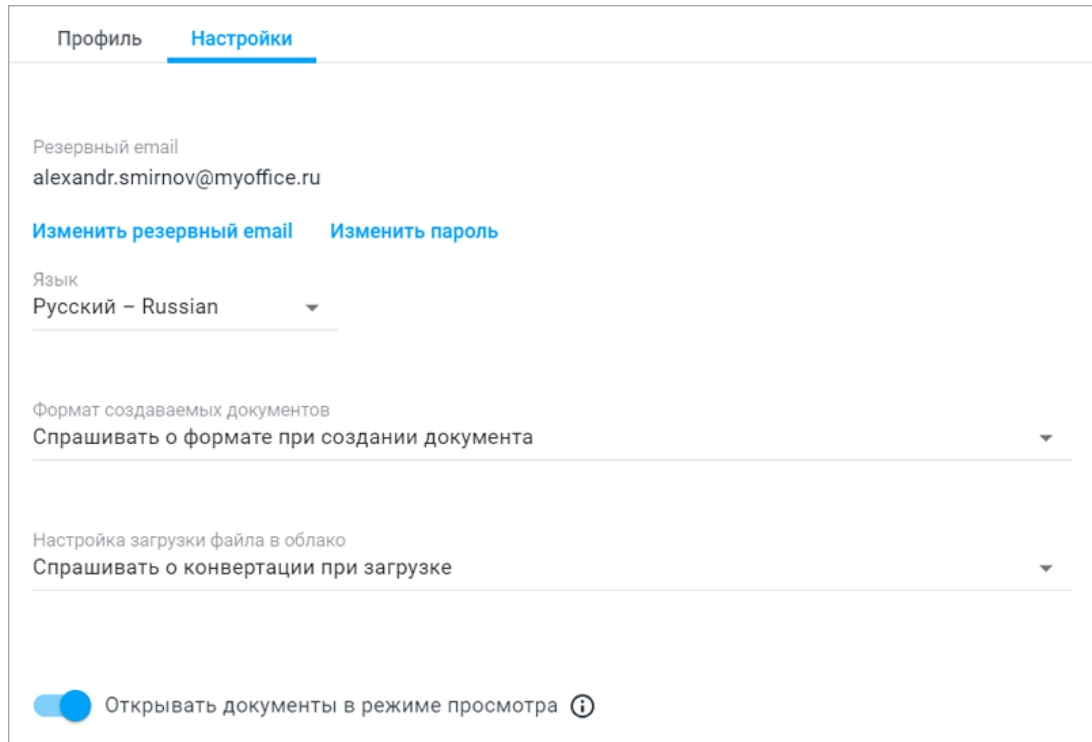 Профиль Настройки
Резервный email
alexandr.smirnov@myoffice.ru
Изменить резервный email Изменить пароль
Язык
Русский – Russian
Формат создаваемых документов
Спрашивать о формате при создании документа
Настройка загрузки файла в облако
Спрашивать о конвертации при загрузке
Открывать документы в режиме просмотра